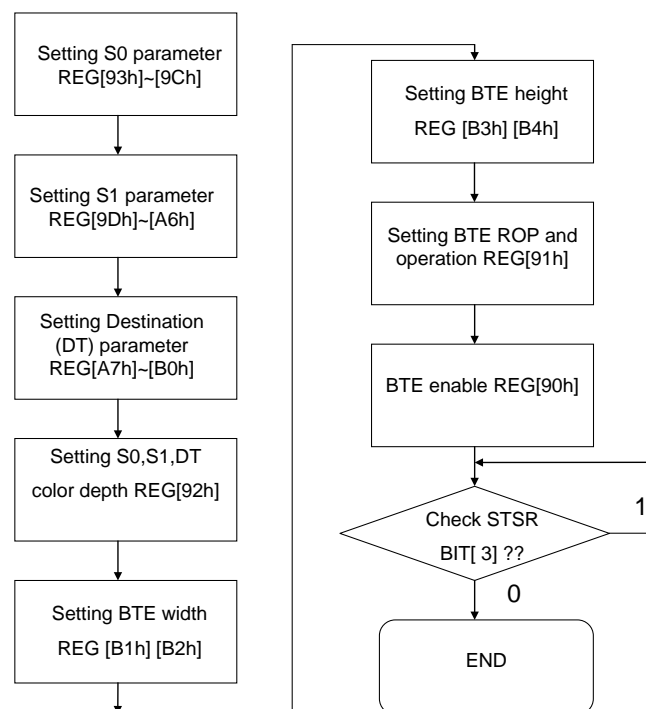 Setting S0 parameter
REG[93h]~[9Ch]
Setting S1 parameter
REG[9Dh]~[A6h]
Setting Destination
(DT) parameter
REG[A7h]~[B0h]
Setting S0,S1,DT
color depth REG[92h]
Setting BTE width
REG [B1h] [B2h]
Setting BTE height
REG [B3h] [B4h]
Setting BTE ROP and
operation REG[91h]
BTE enable REG[90h]
Check STSR
BIT[ 3] ??
1
0
END